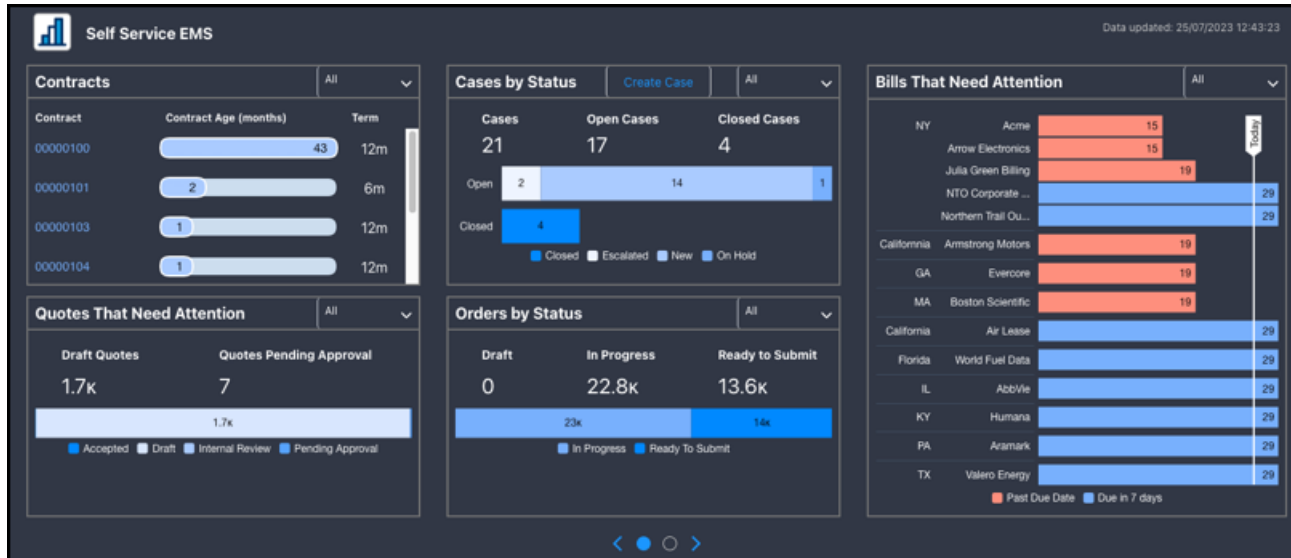 Self Service EMS
Data updated: 25/07/2023 12:43:23
Contracts
All
Contract Contract Age (months) Term
00000100 43 12m
00000101 2 6m
00000103 1 12m
00000104 1 12m
Cases by Status Create Case All
Cases Open Cases Closed Cases
21 17 4
Open 2 14 1
Closed 4
Closed Escalated New On Hold
Bills That Need Attention All
Today
NY Acme 15
Arrow Electronics 15
Julia Green Billing 19
NTO Corporate ... 29
Northern Trail Ou... 29
Califomnia Armstrong Motors 19
GA Evercore 19
MA Boston Scientific 19
California Air Lease 29
Florida World Fuel Data 29
IL AbbVie 29
KY Humana 29
PA Aramark 29
TX Valero Energy 29
Past Due Date Due in 7 days
Quotes That Need Attention All
Draft Quotes Quotes Pending Approval
1.7K 7
1.7K
Accepted Draft Internal Review Pending Approval
Orders by Status All
Draft In Progress Ready to Submit
0 22.8K 13.6K
23K 14K
In Progress Ready To Submit